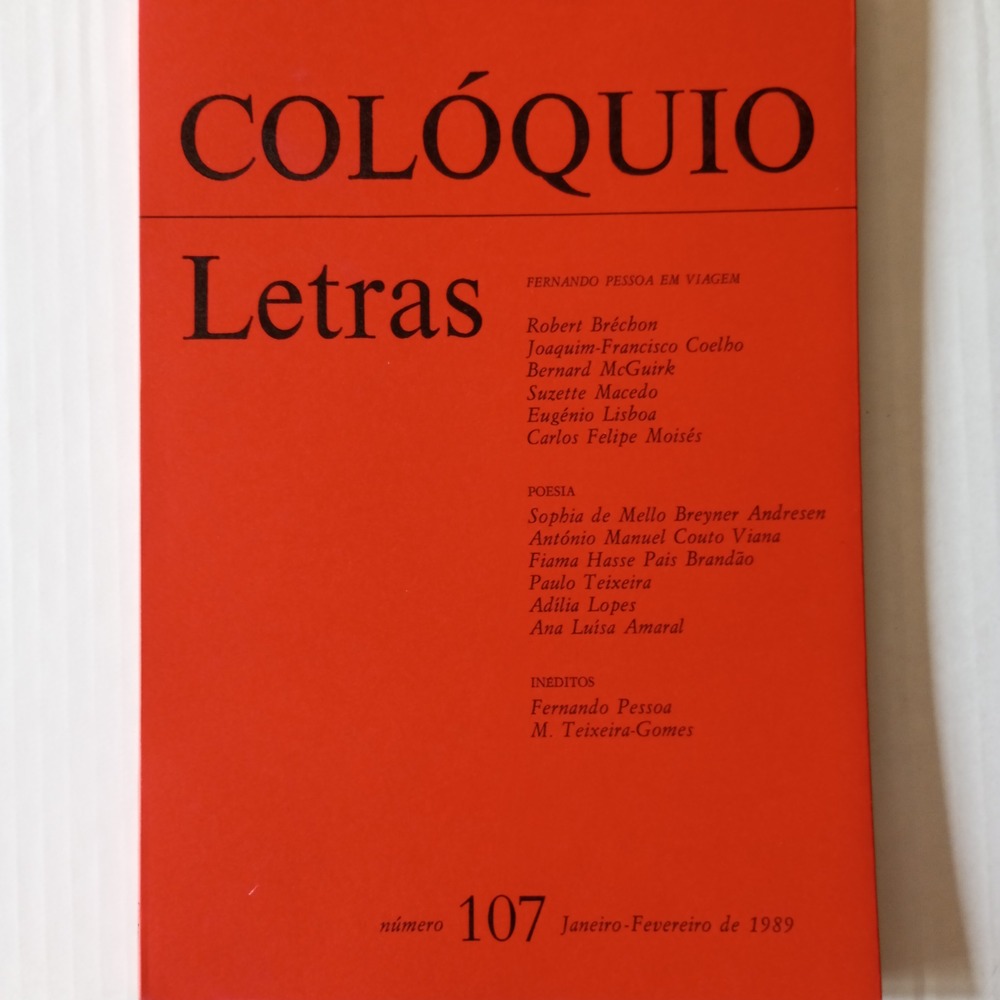 COLÓQUIO
Letras
FERNANDO PESSOA EM VIAGEM
Robert Bréchon
Joaquim-Francisco Coelho
Bernard McGuirk
Suzette Macedo
Eugénio Lisboa
Carlos Felipe Moisés
POESIA
Sophia de Mello Breyner Andresen
António Manuel Couto Viana
Fiama Hasse Pais Brandão
Paulo Teixeira
Adília Lopes
Ana Luísa Amaral
INÉDITOS
Fernando Pessoa
M. Teixeira-Gomes
número 107 Janeiro-Fevereiro de 1989